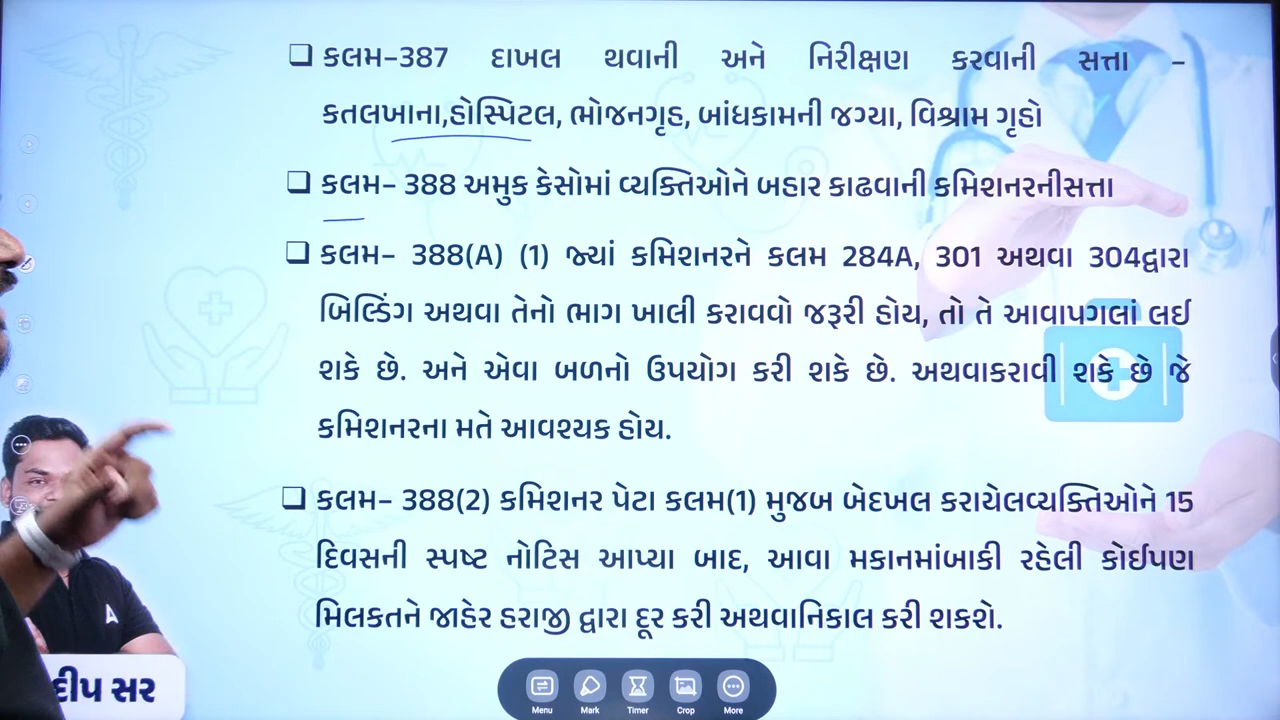 ❑ કલમ–387 દાખલ થવાની અને નિરીક્ષણ કરવાની સત્તા –
કતલખાના,હોસ્પિટલ, ભોજનગૃહ, બાંધકામની જગ્યા, વિશ્રામ ગૃહો
❑ કલમ– 388 અમુક કેસોમાં વ્યક્તિઓને બહાર કાઢવાની કમિશનરનીસત્તા
❑ કલમ– 388(A) (1) જ્યાં કમિશનરને કલમ 284A, 301 અથવા 304દ્વારા
બિલ્ડિંગ અથવા તેનો ભાગ ખાલી કરાવવો જરૂરી હોય, તો તે આવાપગલાં લઈ
શકે છે. અને એવા બળનો ઉપયોગ કરી શકે છે. અથવાકરાવી શકે છે જે
કમિશનરના મતે આવશ્યક હોય.
❑ કલમ– 388(2) કમિશનર પેટા કલમ(1) મુજબ બેદખલ કરાયેલવ્યક્તિઓને 15
દિવસની સ્પષ્ટ નોટિસ આપ્યા બાદ, આવા મકાનમાંબાકી રહેલી કોઈપણ
મિલકતને જાહેર હરાજી દ્વારા દૂર કરી અથવાનિકાલ કરી શકશે.
સર
Menu Mark Timer Crop More